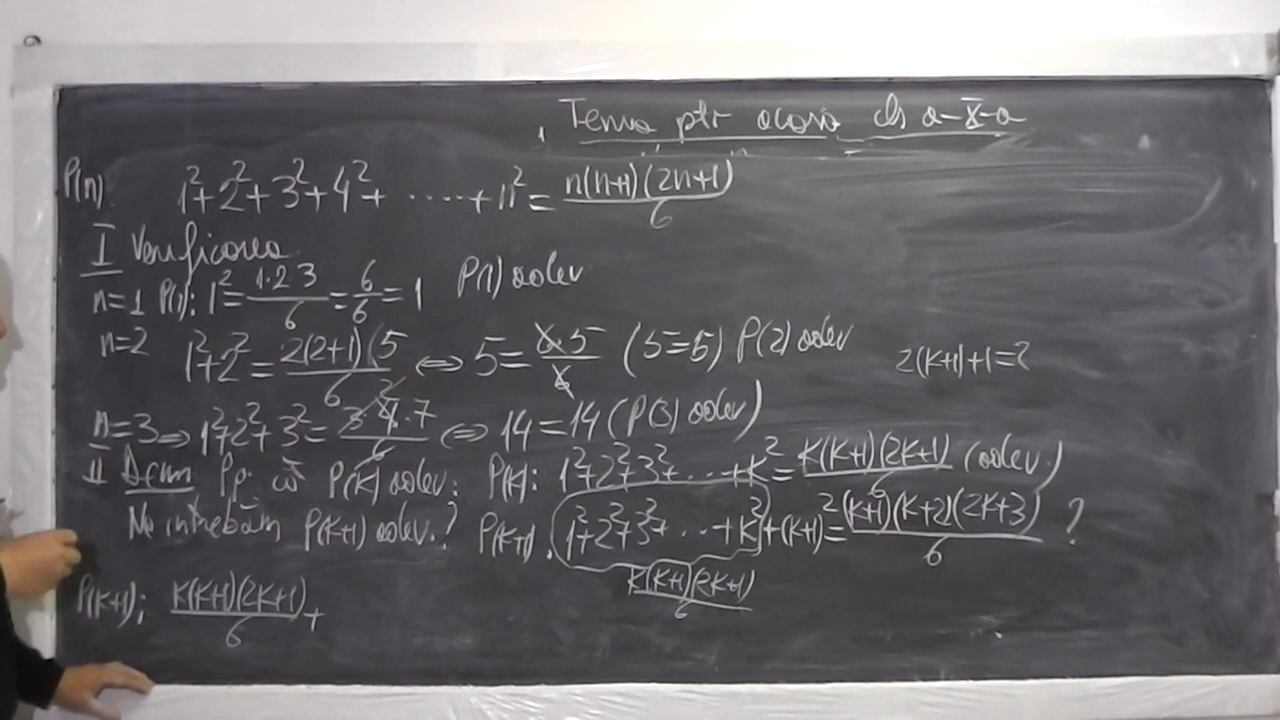 Tema ptr acasă cls a-X-a
P(n) 1²+2²+3²+4²+ ·····+n²= n(n+1)(2n+1)/6
I Verificarea
n=1 P(1): 1²= 1·2 3/6 = 6/6 = 1 P(1) adev
n=2 1²+2²= 2(2+1)(5/6 ⇔ 5= 6·5/6 (5=5) P(2) adev 2(k+1)+1=?
n=3⇒ 1²+2²+3²= 3 4·7/6 ⇔ 14=14 (P(3) adev)
II Dem Pp. că P(k) adev: P(k): 1²+2²+3²+ ...+k²= k(k+1)(2k+1)/6 (adev.)
Ne întrebăm P(k+1) adev.? P(k+1): 1²+2²+3²+ ...+k²+(k+1)²= (k+1)(k+2)(2k+3)/6 ?
k(k+1)(2k+1)/6
P(k+1): k(k+1)(2k+1)/6 +